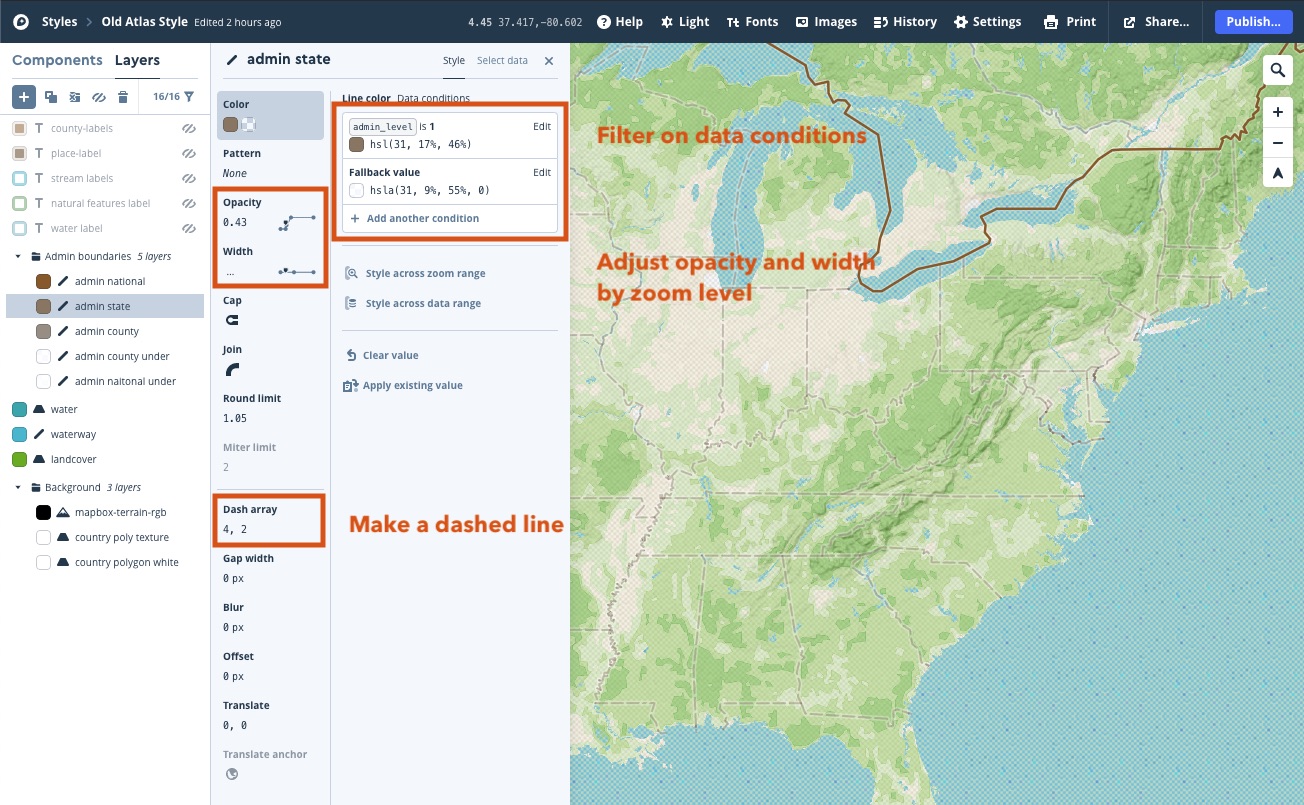 Styles > Old Atlas Style Edited 2 hours ago 4.45 37.417,-80.602 Help Light Fonts Images History Settings Print Share... Publish...
Components Layers
16/16
county-labels
place-label
stream labels
natural features label
water label
Admin boundaries 5 layers
admin national
admin state
admin county
admin county under
admin naitonal under
water
waterway
landcover
Background 3 layers
mapbox-terrain-rgb
country poly texture
country polygon white
admin state Style Select data
Color
Pattern
None
Opacity
0.43
Width
...
Cap
Join
Round limit
1.05
Miter limit
2
Dash array
4, 2
Gap width
0 px
Blur
0 px
Offset
0 px
Translate
0, 0
Translate anchor
Line color Data conditions
admin_level is 1 Edit
hsl(31, 17%, 46%)
Fallback value Edit
hsla(31, 9%, 55%, 0)
+ Add another condition
Style across zoom range
Style across data range
Clear value
Apply existing value
Make a dashed line
Filter on data conditions
Adjust opacity and width
by zoom level